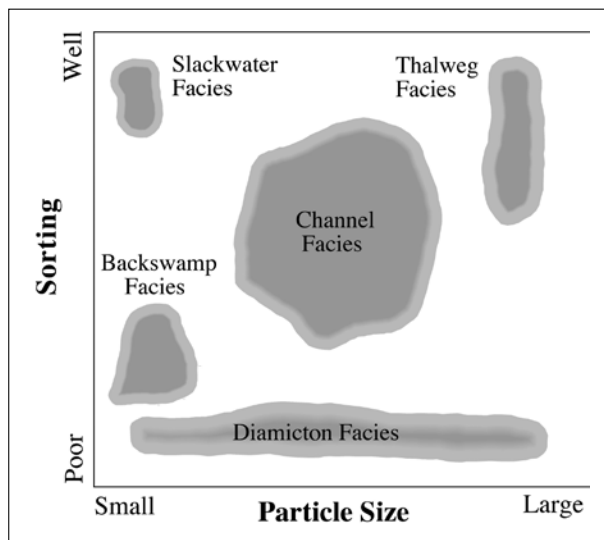 Well
Slackwater
Facies
Thalweg
Facies
Channel
Facies
Sorting
Backswamp
Facies
Diamicton Facies
Poor
Small
Particle Size
Large